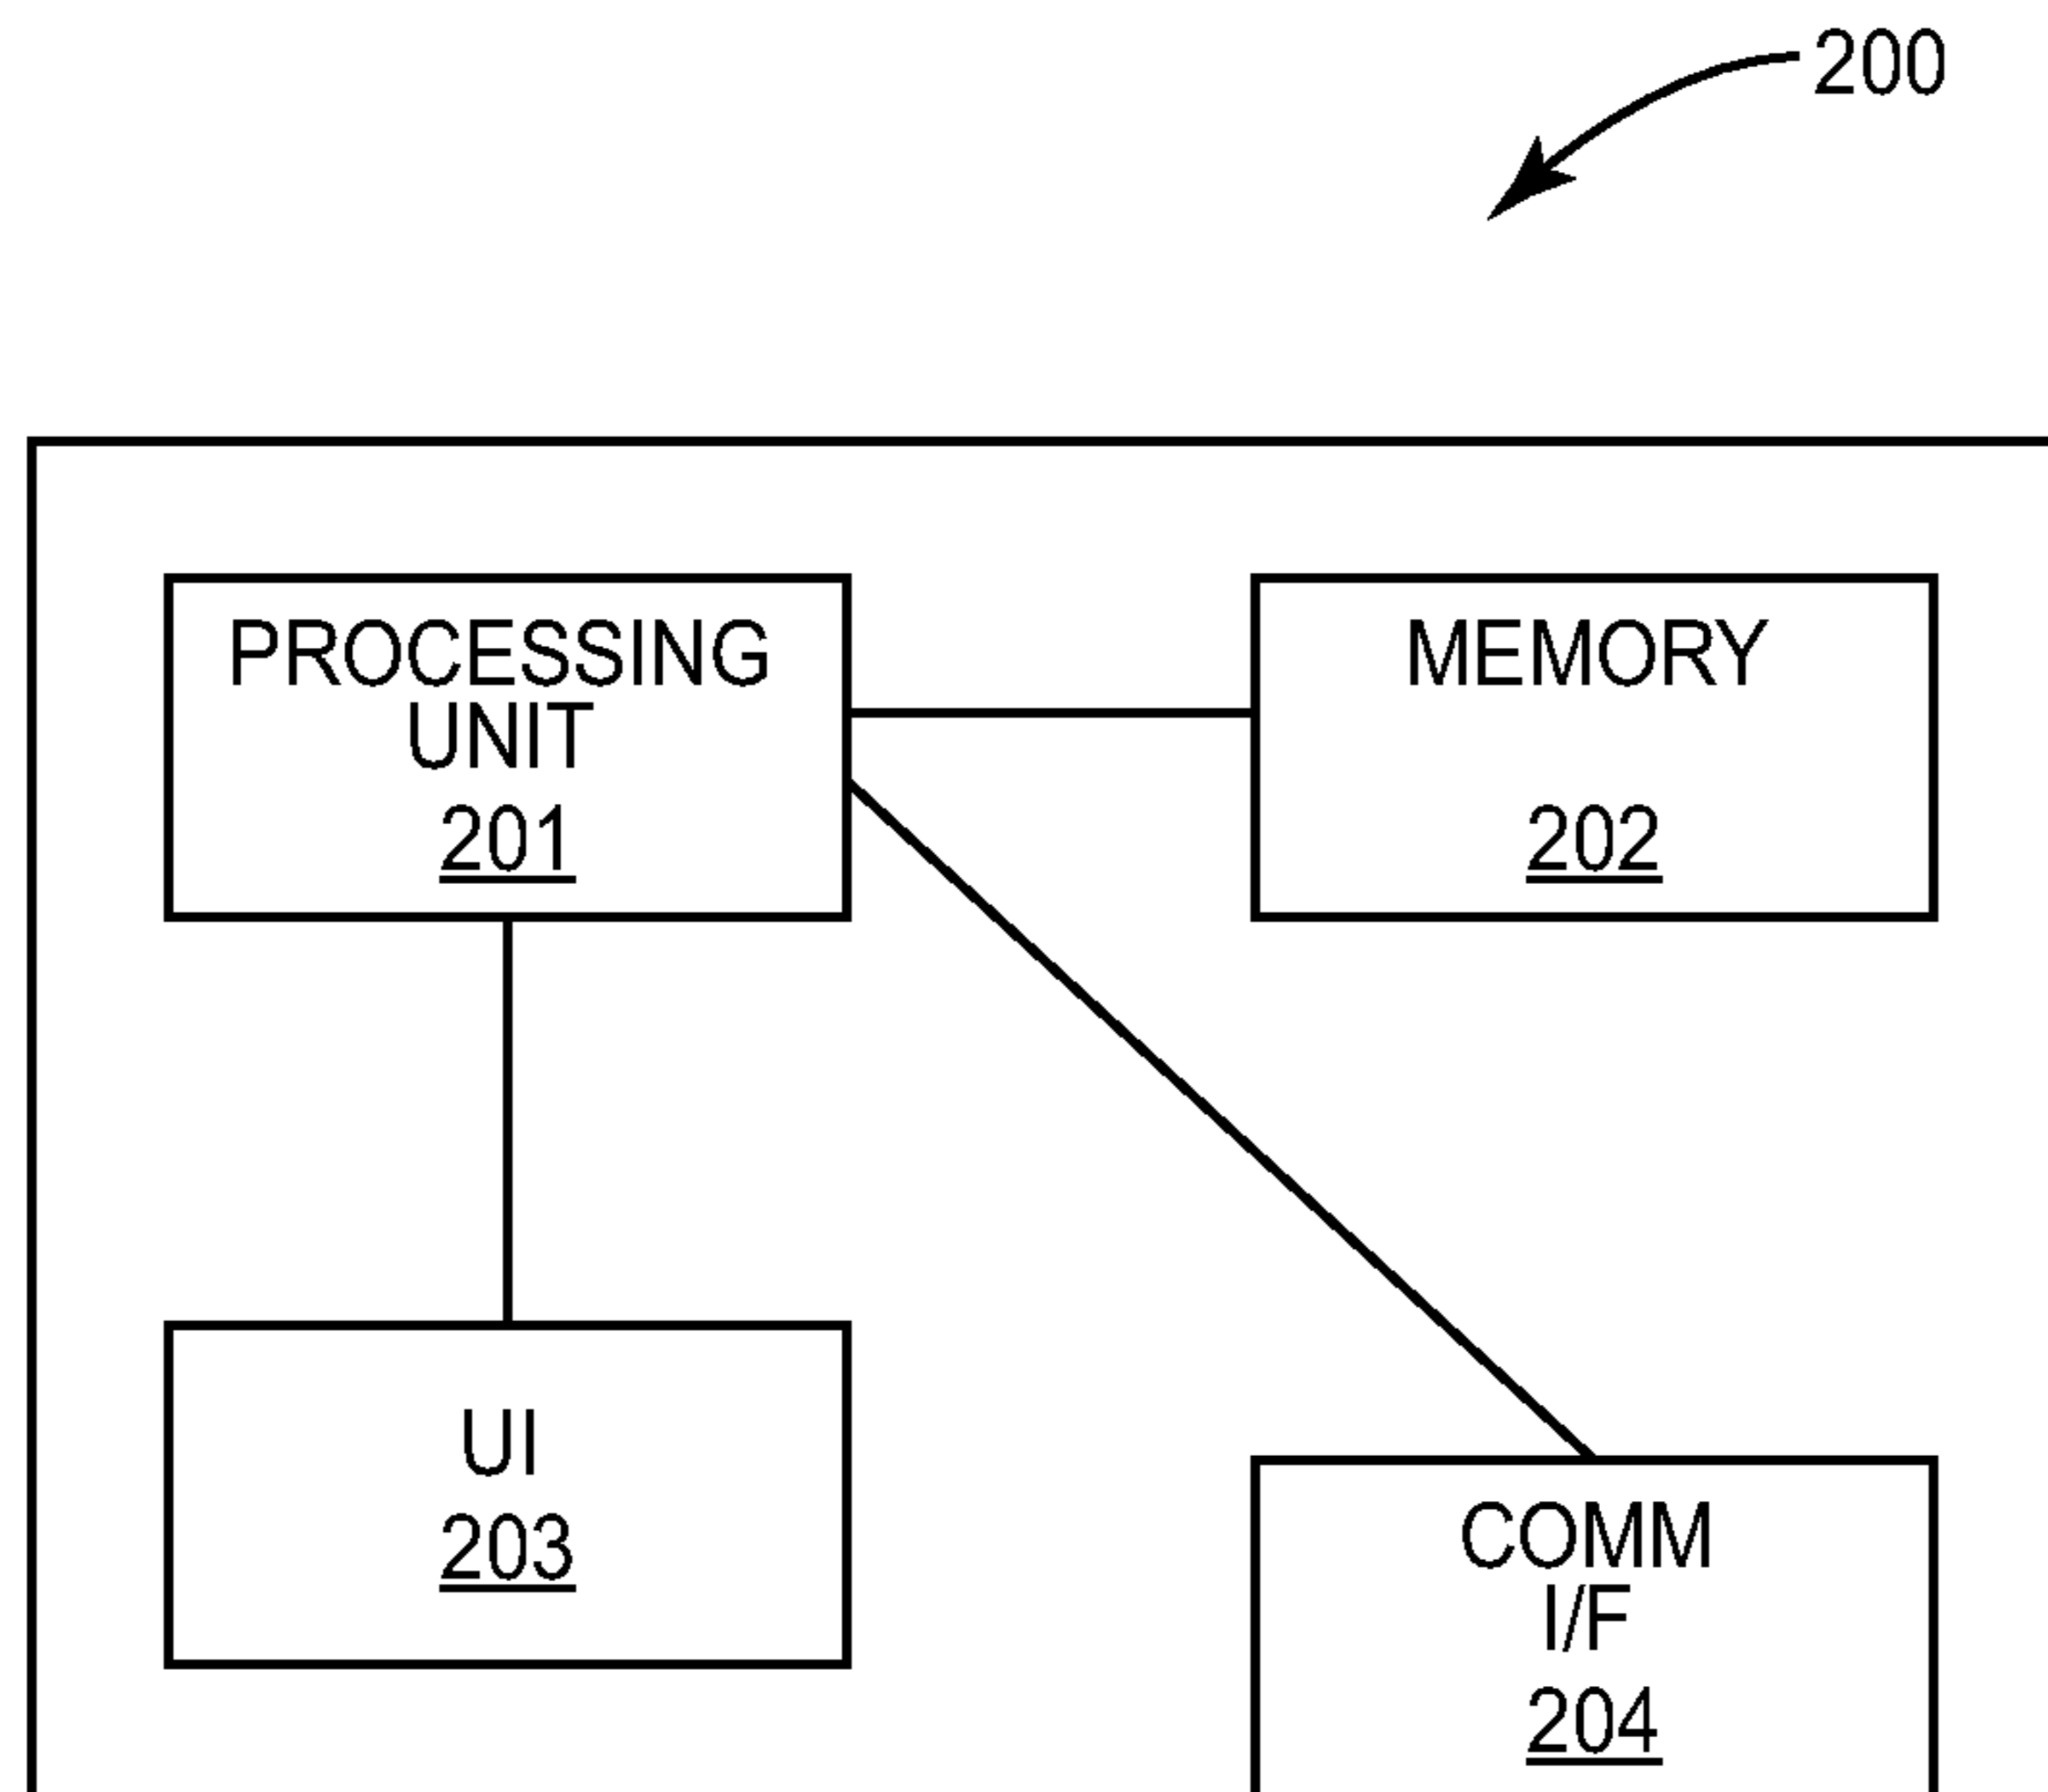 200
PROCESSING
UNIT
201
MEMORY
202
UI
203
COMM
I/F
204